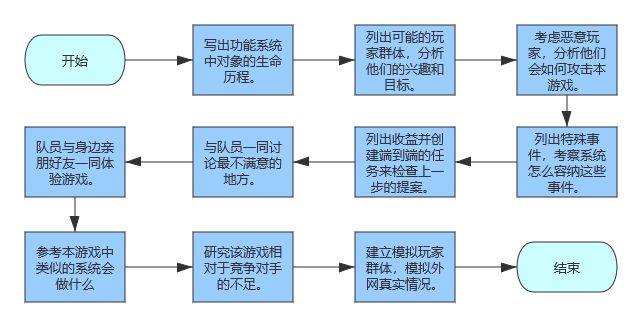 开始
写出功能系统
中对象的生命
历程。
列出可能的玩
家群体，分析
他们的兴趣和
目标。
考虑恶意玩
家，分析他们
会如何攻击本
游戏。
列出特殊事
件，考察系统
怎么容纳这些
事件。
列出收益并创
建端到端的任
务来检查上一
步的提案。
与队员一同讨
论最不满意的
地方。
队员与身边亲
朋好友一同体
验游戏。
参考本游戏中
类似的系统会
做什么
研究该游戏相
对于竞争对手
的不足。
建立模拟玩家
群体，模拟外
网真实情况。
结束